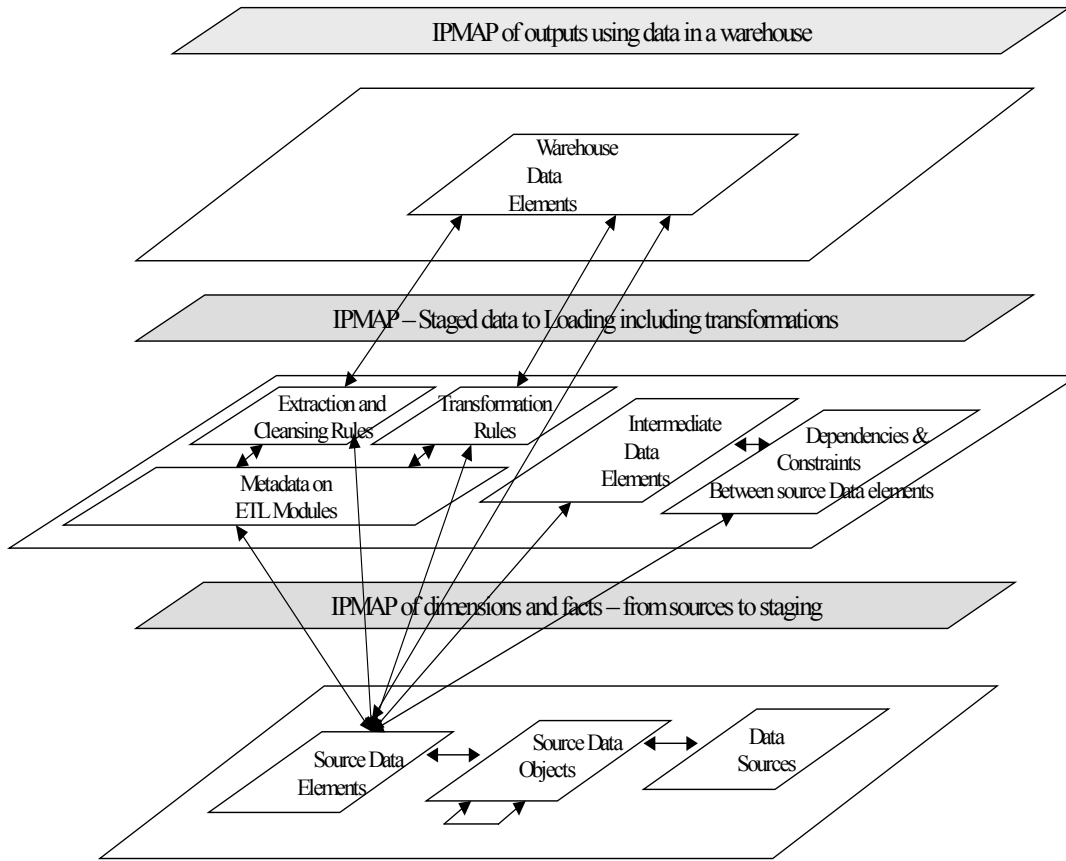 IPMAP of outputs using data in a warehouse
Warehouse
Data
Elements
IPMAP – Staged data to Loading including transformations
Extraction and
Cleansing Rules
Transformation
Rules
Intermediate
Data
Elements
Dependencies &
Constraints
Between source Data elements
Metadata on
ETL Modules
IPMAP of dimensions and facts – from sources to staging
Source Data
Elements
Source Data
Objects
Data
Sources